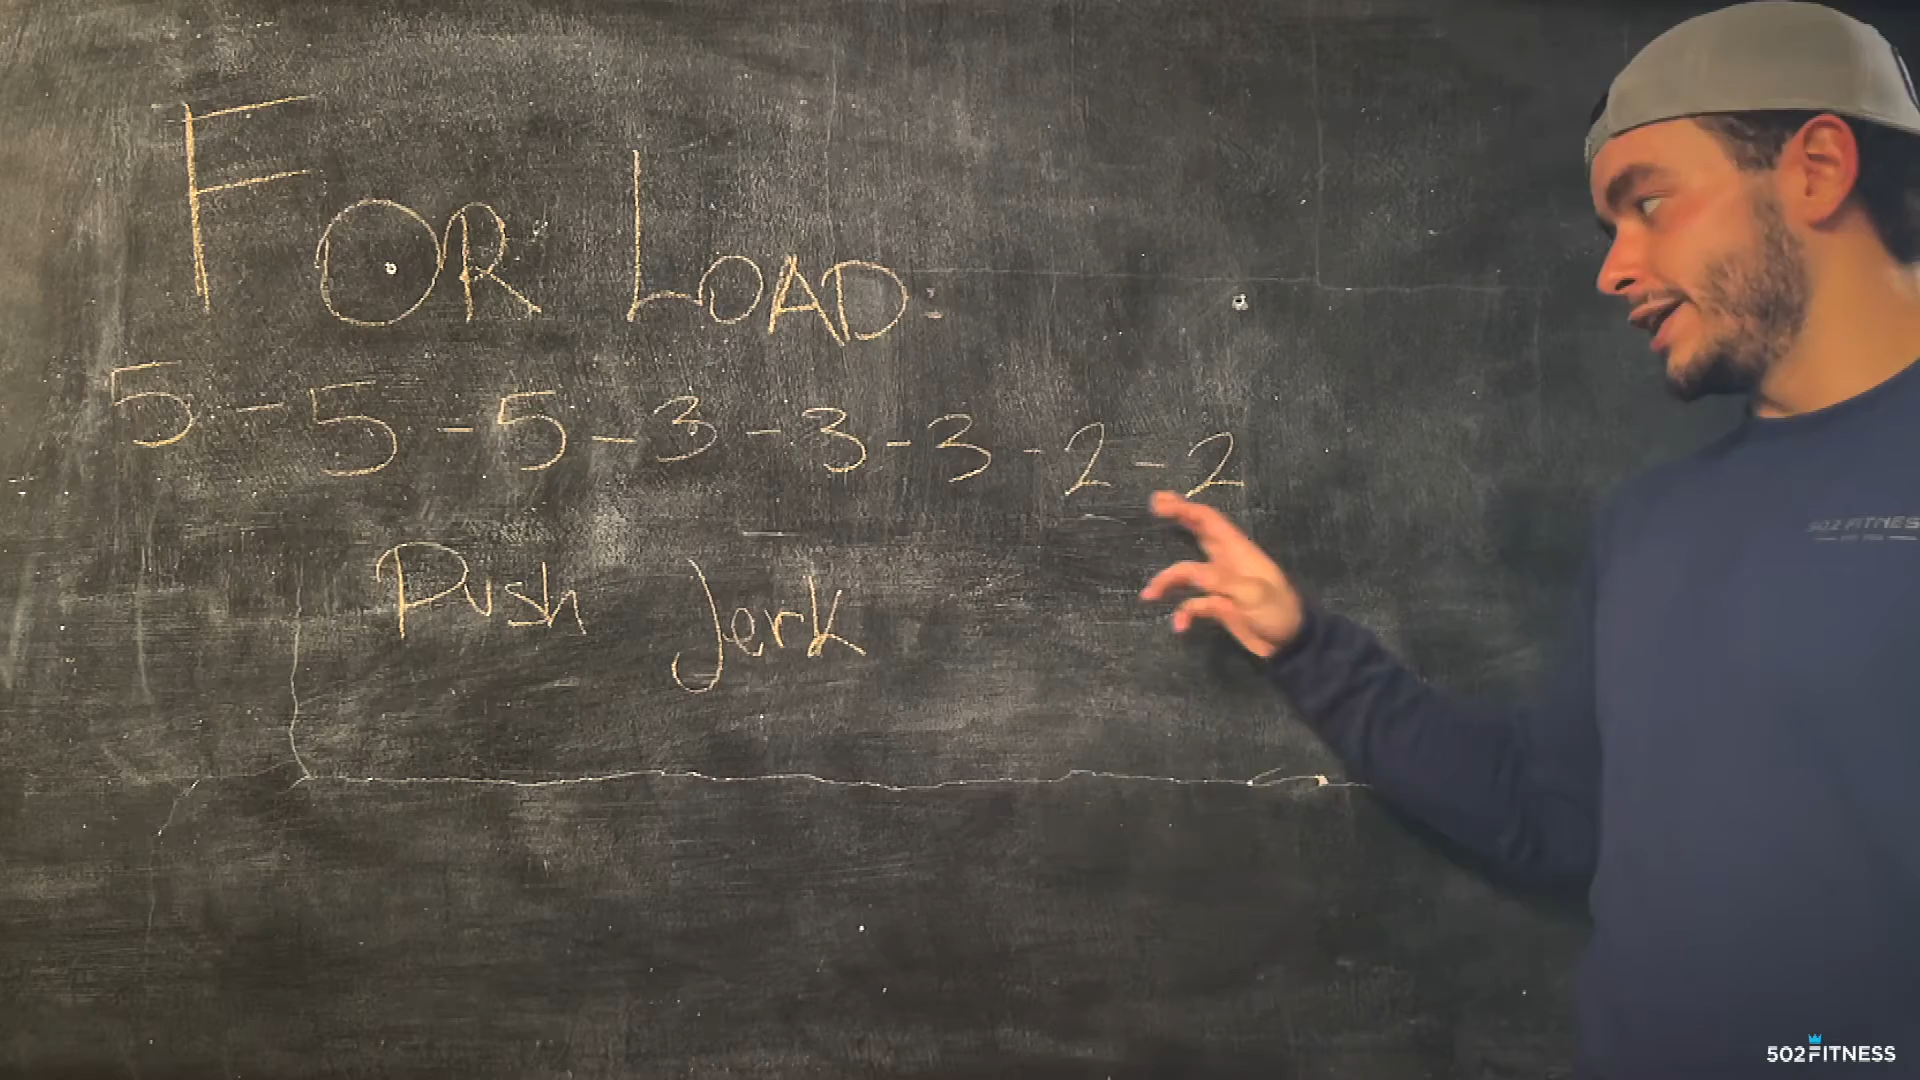 FOR LOAD:
5 - 5 - 5 - 3 - 3 - 3 - 2 - 2
Push Jerk
502 FITNESS
502FITNESS